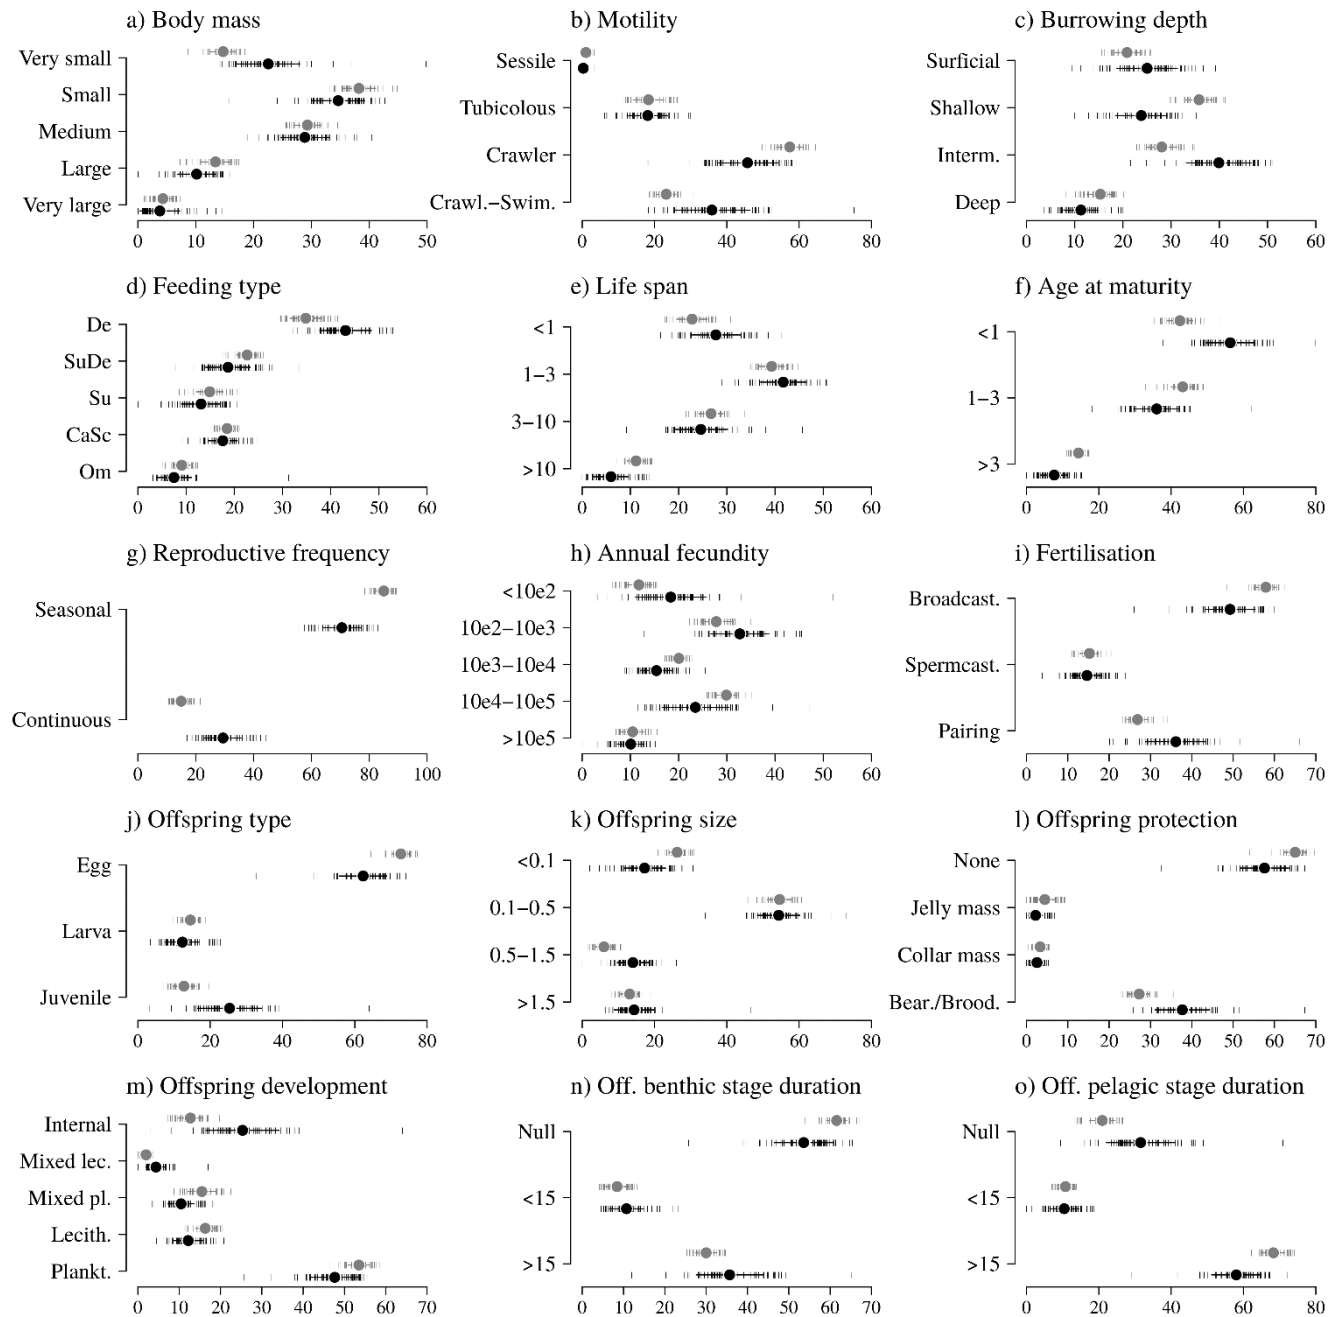 a) Body mass
Very small
Small
Medium
Large
Very large
0 10 20 30 40 50
b) Motility
Sessile
Tubicolous
Crawler
Crawl.−Swim.
0 20 40 60 80
c) Burrowing depth
Surficial
Shallow
Interm.
Deep
0 10 20 30 40 50 60
d) Feeding type
De
SuDe
Su
CaSc
Om
0 10 20 30 40 50 60
e) Life span
<1
1−3
3−10
>10
0 10 20 30 40 50 60
f) Age at maturity
<1
1−3
>3
0 20 40 60 80
g) Reproductive frequency
Seasonal
Continuous
0 20 40 60 80 100
h) Annual fecundity
<10e2
10e2−10e3
10e3−10e4
10e4−10e5
>10e5
0 10 20 30 40 50 60
i) Fertilisation
Broadcast.
Spermcast.
Pairing
0 10 20 30 40 50 60 70
j) Offspring type
Egg
Larva
Juvenile
0 20 40 60 80
k) Offspring size
<0.1
0.1−0.5
0.5−1.5
>1.5
0 20 40 60 80
l) Offspring protection
None
Jelly mass
Collar mass
Bear./Brood.
0 10 20 30 40 50 60 70
m) Offspring development
Internal
Mixed lec.
Mixed pl.
Lecith.
Plankt.
0 10 20 30 40 50 60 70
n) Off. benthic stage duration
Null
<15
>15
0 10 20 30 40 50 60 70
o) Off. pelagic stage duration
Null
<15
>15
0 20 40 60 80